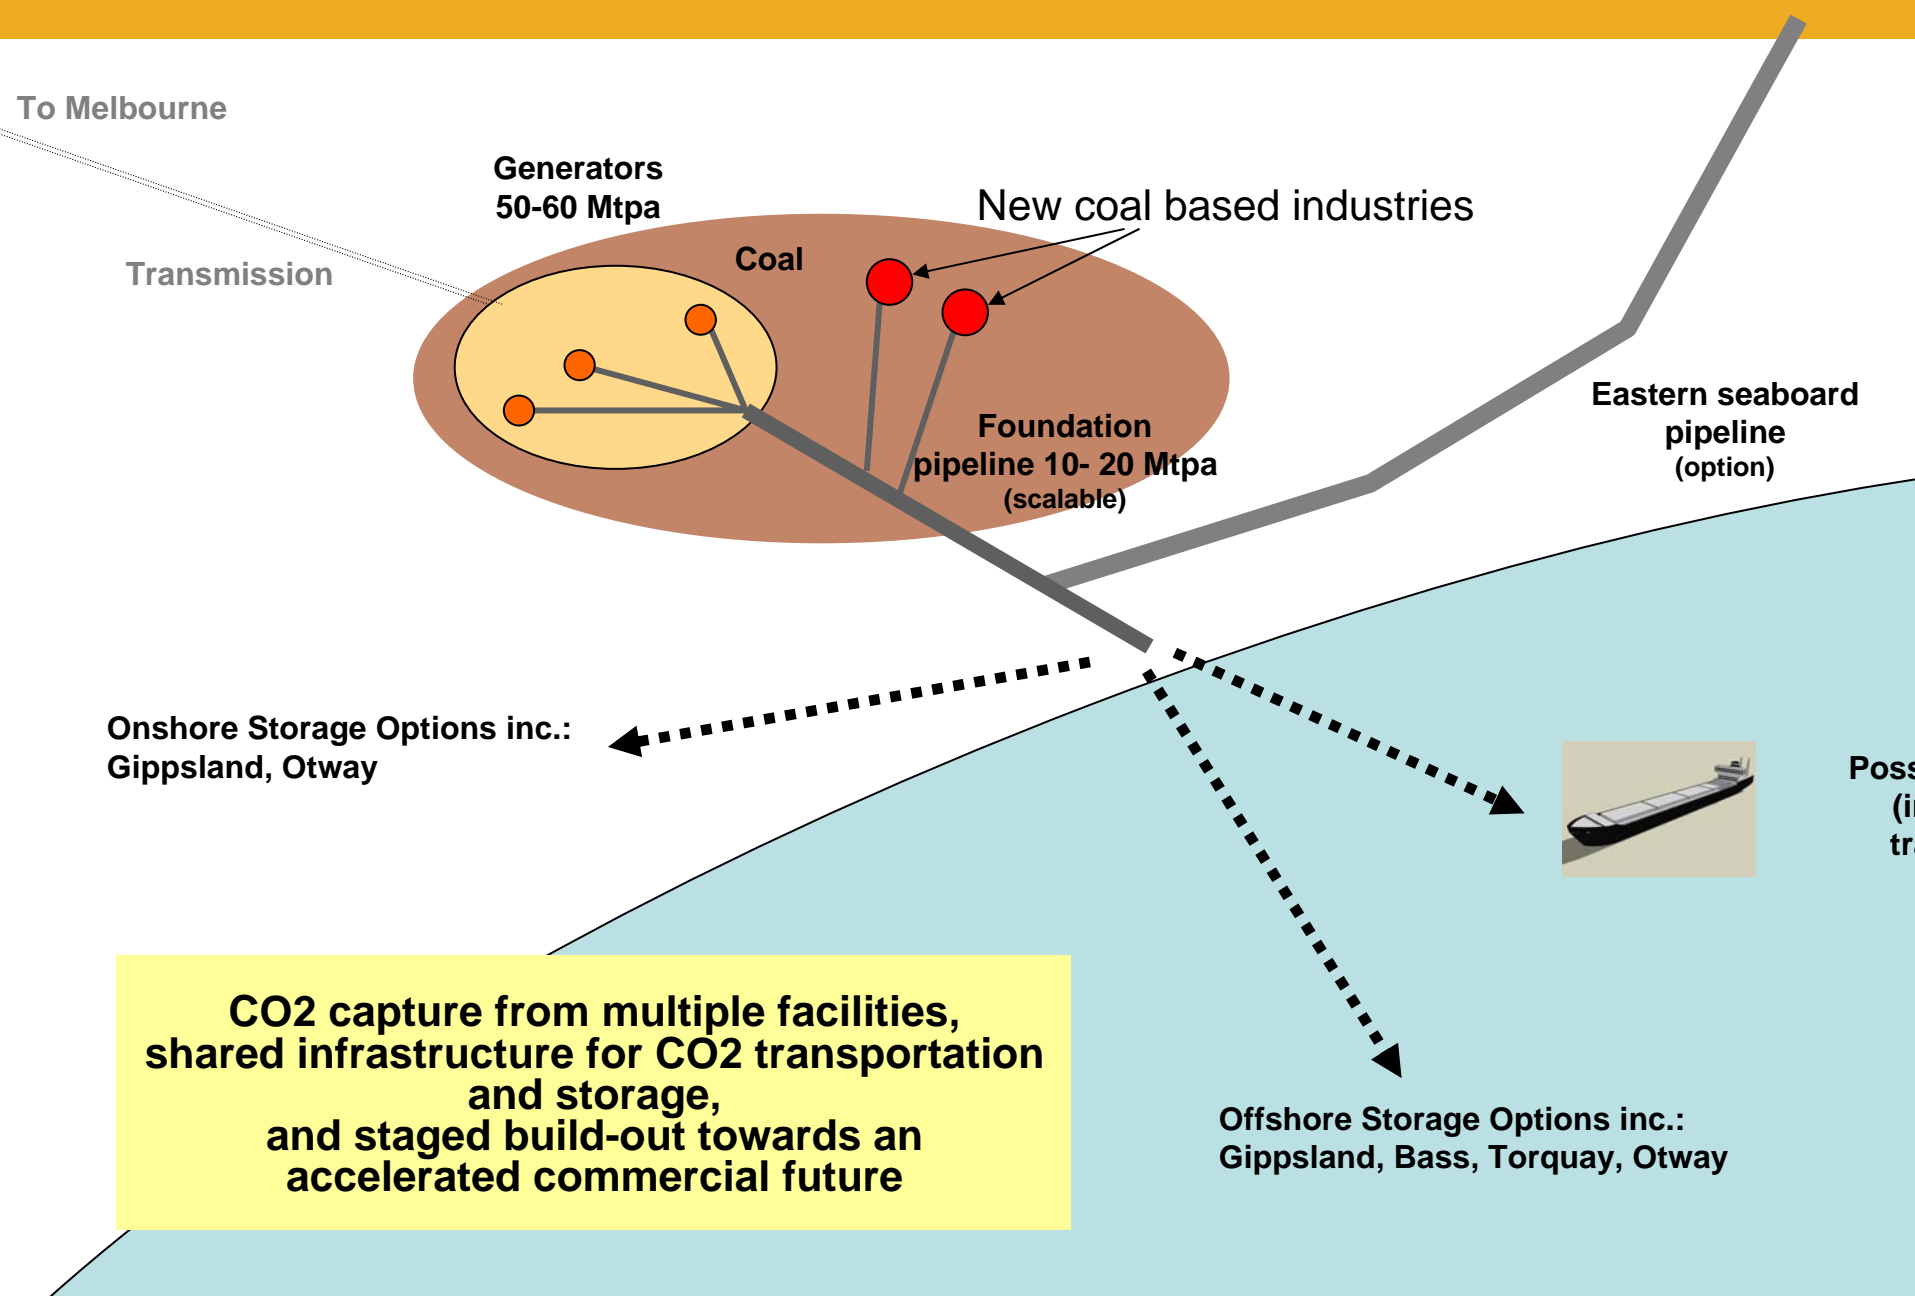 To Melbourne
Generators
50-60 Mtpa
New coal based industries
Coal
Transmission
Eastern seaboard
pipeline
(option)
Foundation
pipeline 10- 20 Mtpa
(scalable)
Onshore Storage Options inc.:
Gippsland, Otway
CO2 capture from multiple facilities,
shared infrastructure for CO2 transportation
and storage,
and staged build-out towards an
accelerated commercial future
Offshore Storage Options inc.:
Gippsland, Bass, Torquay, Otway